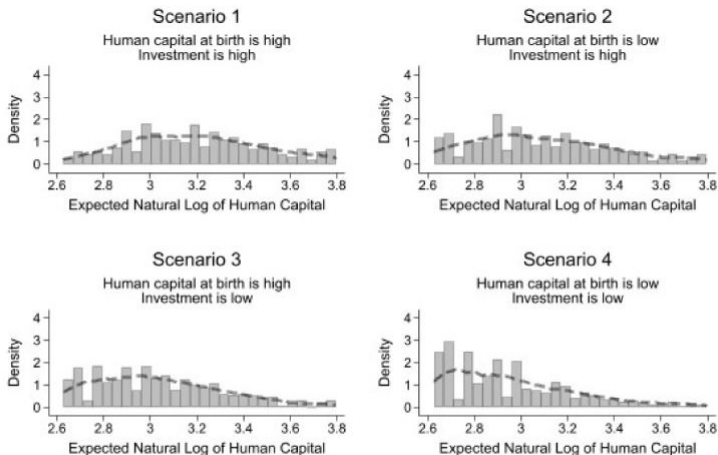 Scenario 1
Human capital at birth is high
Investment is high
Density
4
3
2
1
0
2.6 2.8 3 3.2 3.4 3.6 3.8
Expected Natural Log of Human Capital
Scenario 2
Human capital at birth is low
Investment is high
Density
4
3
2
1
0
2.6 2.8 3 3.2 3.4 3.6 3.8
Expected Natural Log of Human Capital
Scenario 3
Human capital at birth is high
Investment is low
Density
4
3
2
1
0
2.6 2.8 3 3.2 3.4 3.6 3.8
Expected Natural Log of Human Capital
Scenario 4
Human capital at birth is low
Investment is low
Density
4
3
2
1
0
2.6 2.8 3 3.2 3.4 3.6 3.8
Expected Natural Log of Human Capital